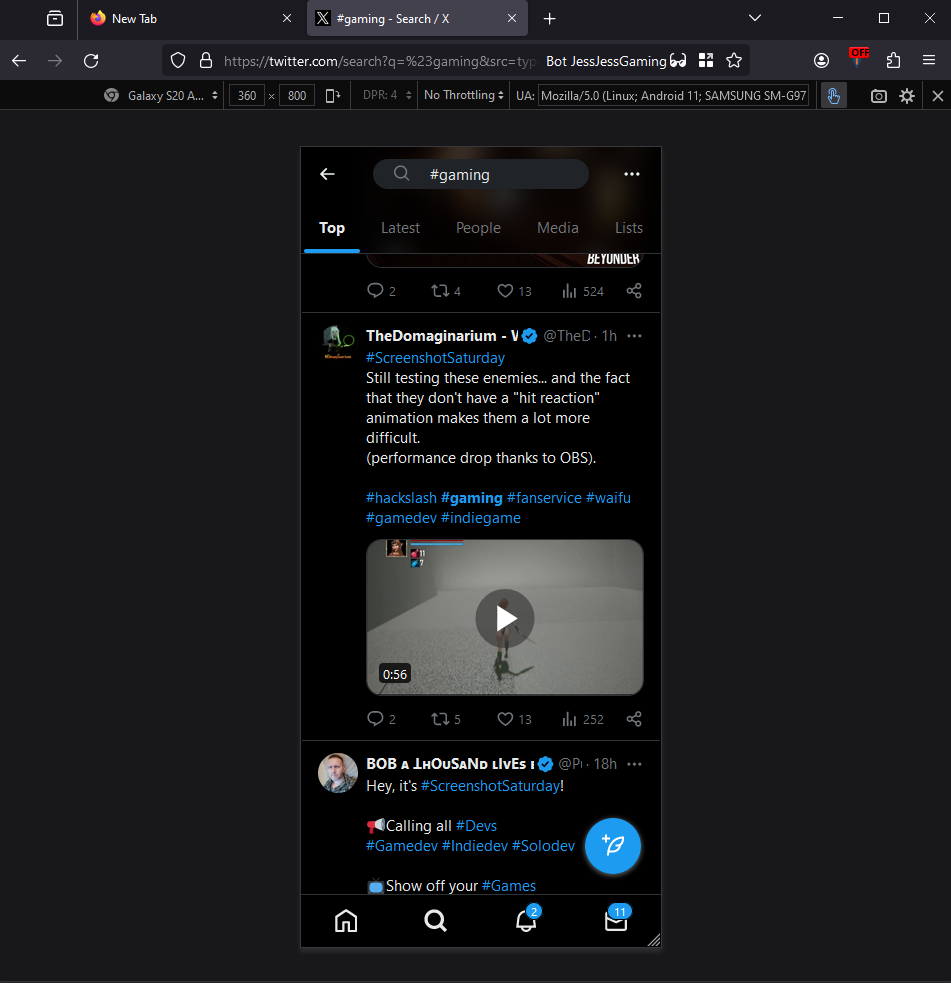 New Tab
#gaming - Search / X
https://twitter.com/search?q=%23gaming&src=typ
Bot JessJessGaming
OFF
Galaxy S20 A...
360 × 800
DPR: 4
No Throttling
UA: Mozilla/5.0 (Linux; Android 11; SAMSUNG SM-G97
#gaming
Top Latest People Media Lists
BEYONDER
2 4 13 524
TheDomaginarium - V @TheD · 1h
#ScreenshotSaturday
Still testing these enemies... and the fact
that they don't have a "hit reaction"
animation makes them a lot more
difficult.
(performance drop thanks to OBS).
#hackslash #gaming #fanservice #waifu
#gamedev #indiegame
11
7
0:56
2 5 13 252
BOB ᴀ ꓕʜOᴜSᴀNᴅ ʟIᴠEs @P · 18h
Hey, it's #ScreenshotSaturday!
📢Calling all #Devs
#Gamedev #Indiedev #Solodev
📺Show off your #Games
2
11